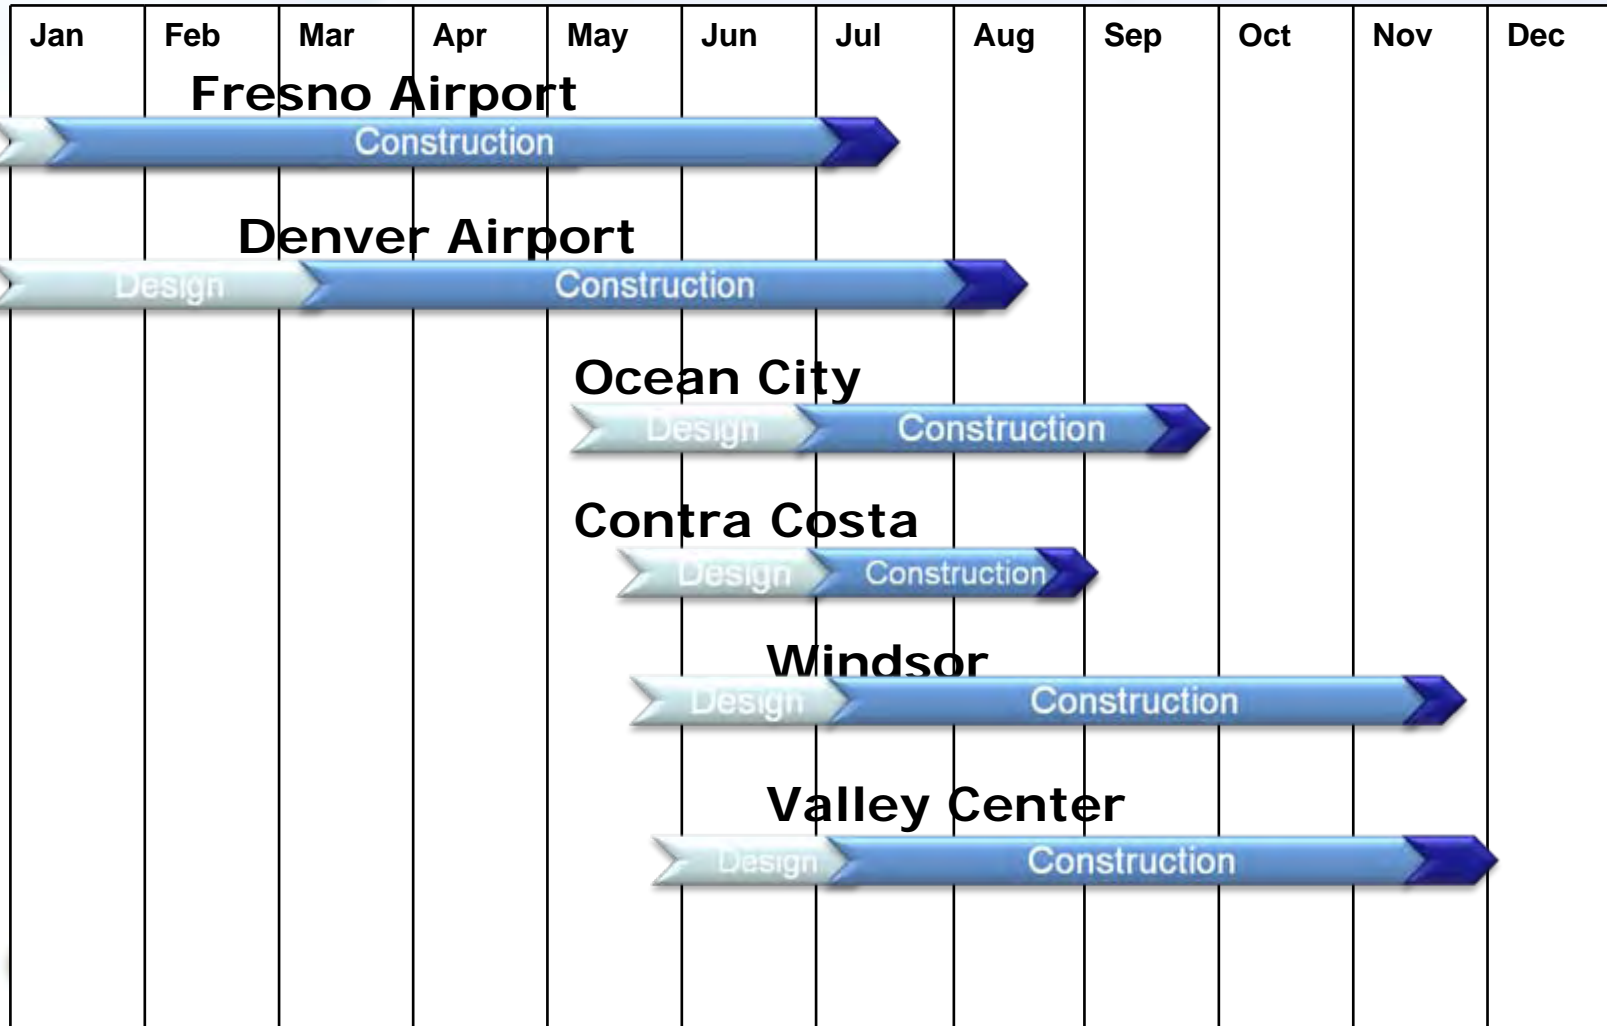 Jan Feb Mar Apr May Jun Jul Aug Sep Oct Nov Dec
Fresno Airport
Construction
Denver Airport
Design Construction
Ocean City
Design Construction
Contra Costa
Design Construction
Windsor
Design Construction
Valley Center
Design Construction